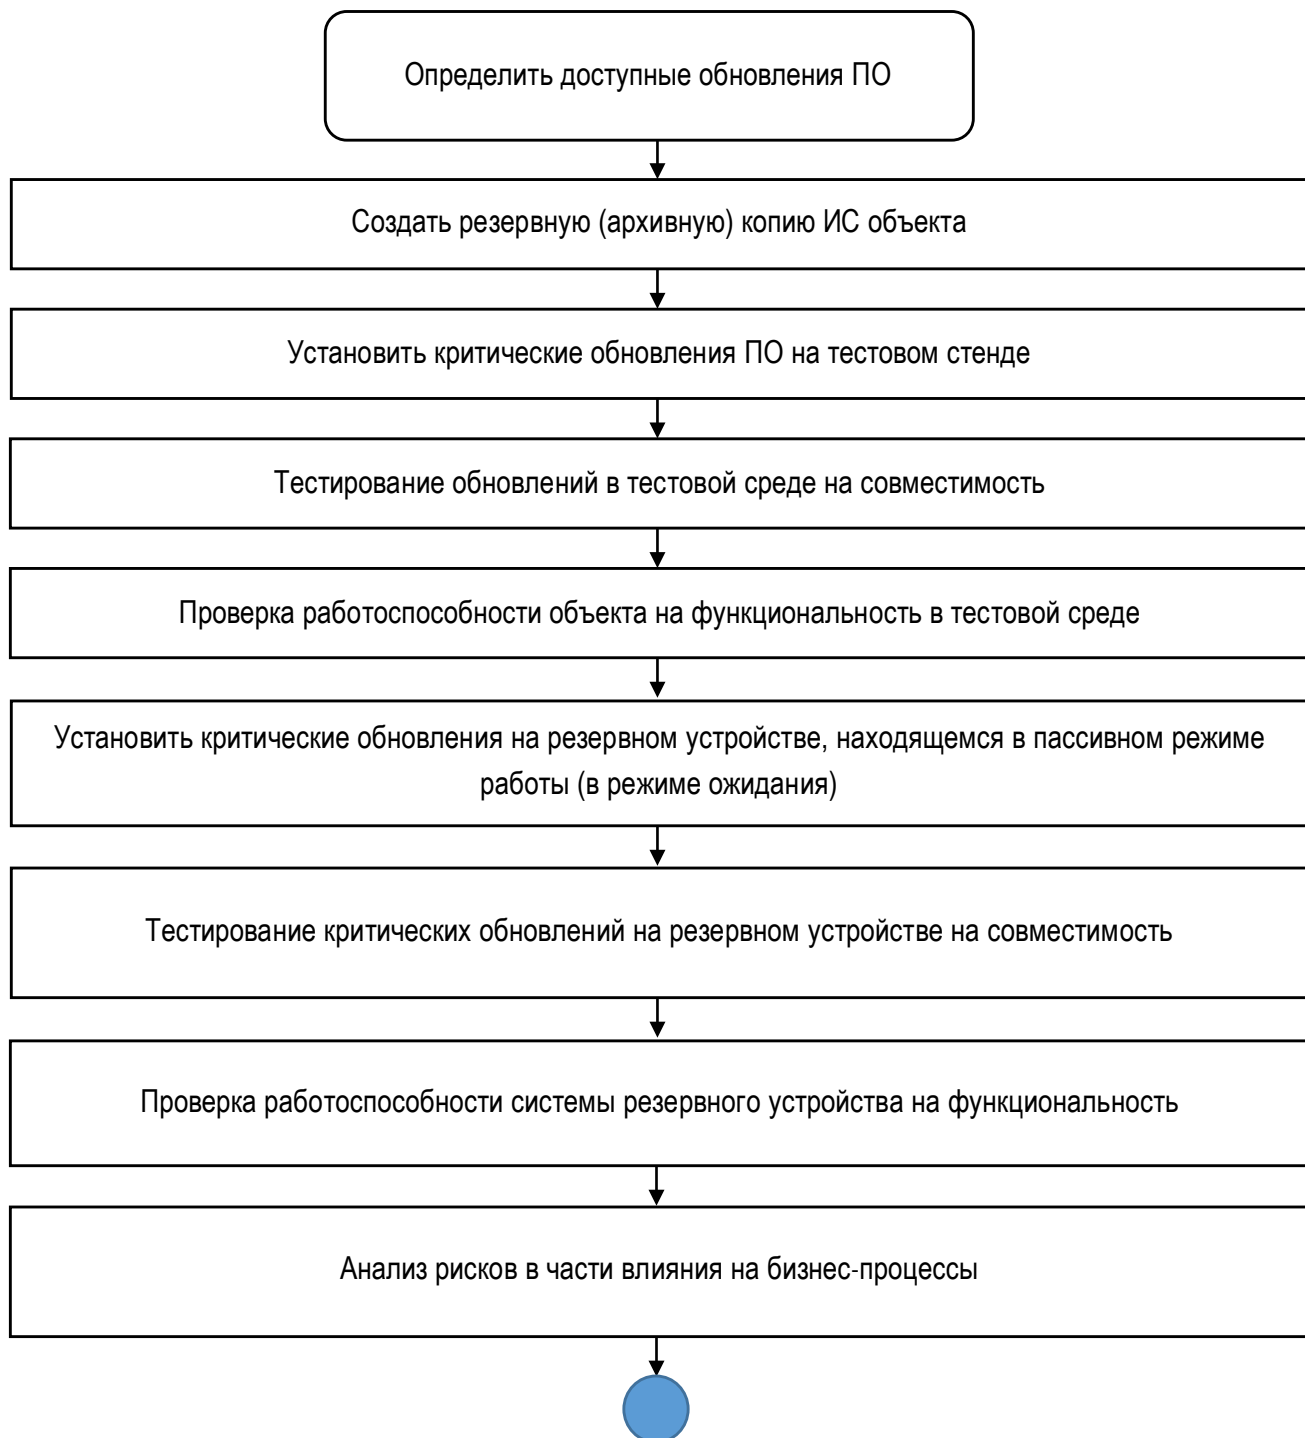 Определить доступные обновления ПО
Создать резервную (архивную) копию ИС объекта
Установить критические обновления ПО на тестовом стенде
Тестирование обновлений в тестовой среде на совместимость
Проверка работоспособности объекта на функциональность в тестовой среде
Установить критические обновления на резервном устройстве, находящемся в пассивном режиме
работы (в режиме ожидания)
Тестирование критических обновлений на резервном устройстве на совместимость
Проверка работоспособности системы резервного устройства на функциональность
Анализ рисков в части влияния на бизнес-процессы